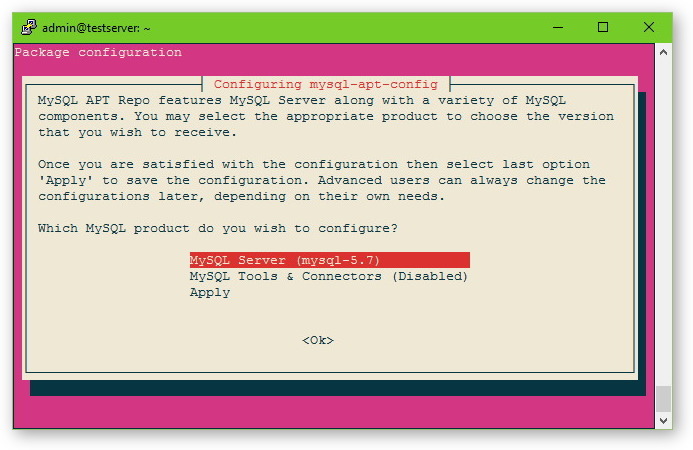 admin@testserver: ~
Package configuration
Configuring mysql-apt-config
MySQL APT Repo features MySQL Server along with a variety of MySQL
components. You may select the appropriate product to choose the version
that you wish to receive.
Once you are satisfied with the configuration then select last option
'Apply' to save the configuration. Advanced users can always change the
configurations later, depending on their own needs.
Which MySQL product do you wish to configure?
MySQL Server (mysql-5.7)
MySQL Tools & Connectors (Disabled)
Apply
<Ok>